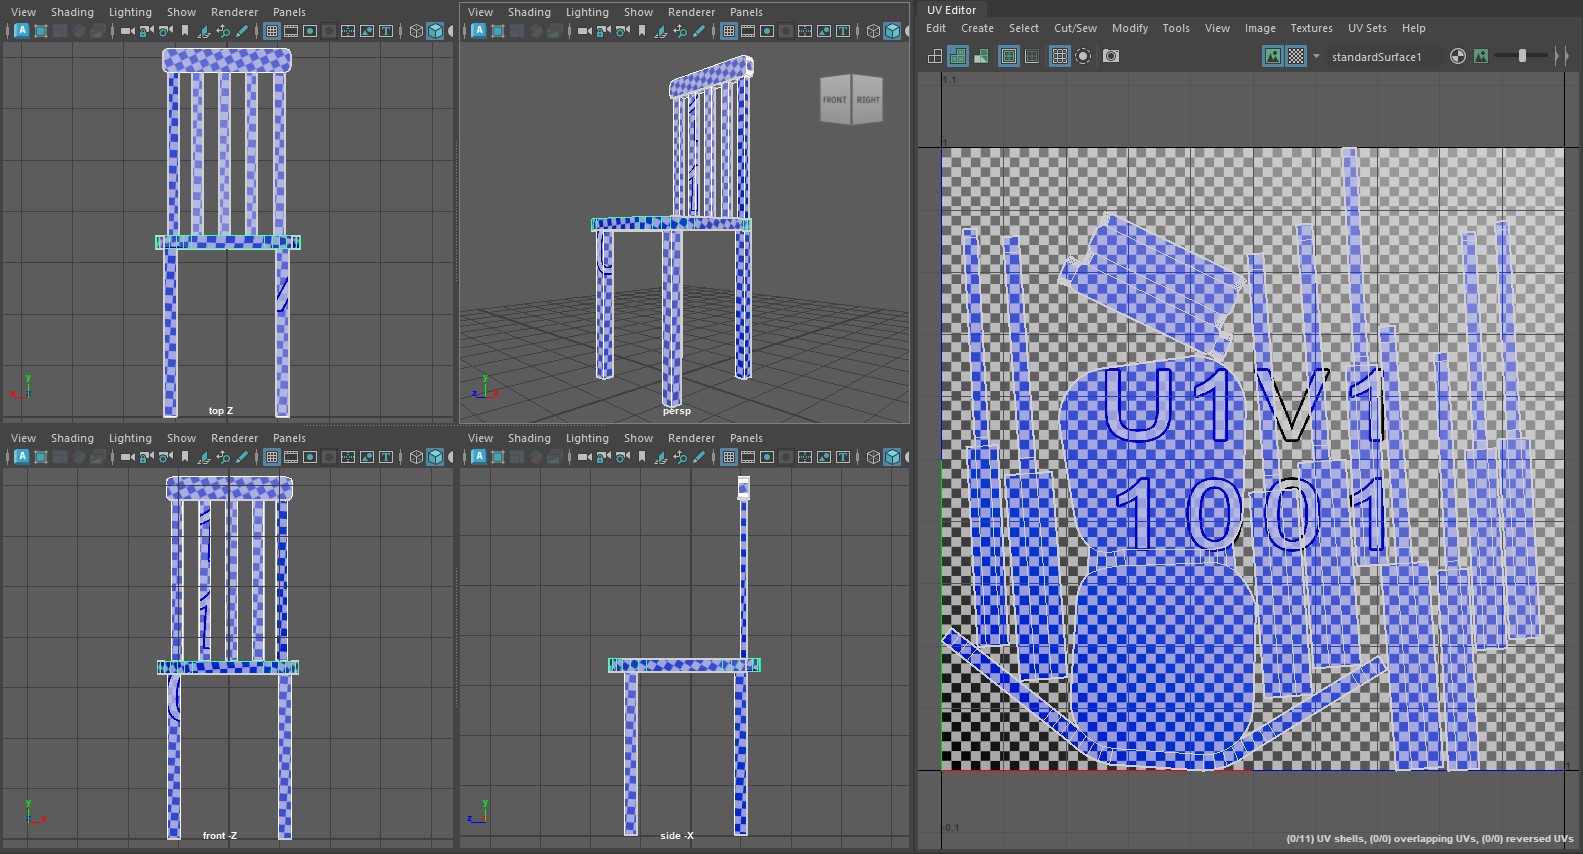 View Shading Lighting Show Renderer Panels
top Z
View Shading Lighting Show Renderer Panels
FRONT RIGHT
persp
View Shading Lighting Show Renderer Panels
front -Z
View Shading Lighting Show Renderer Panels
side -X
UV Editor
Edit Create Select Cut/Sew Modify Tools View Image Textures UV Sets Help
standardSurface1
1.1
1
U1V1
1001
1
-0.1
(0/11) UV shells, (0/0) overlapping UVs, (0/0) reversed UVs